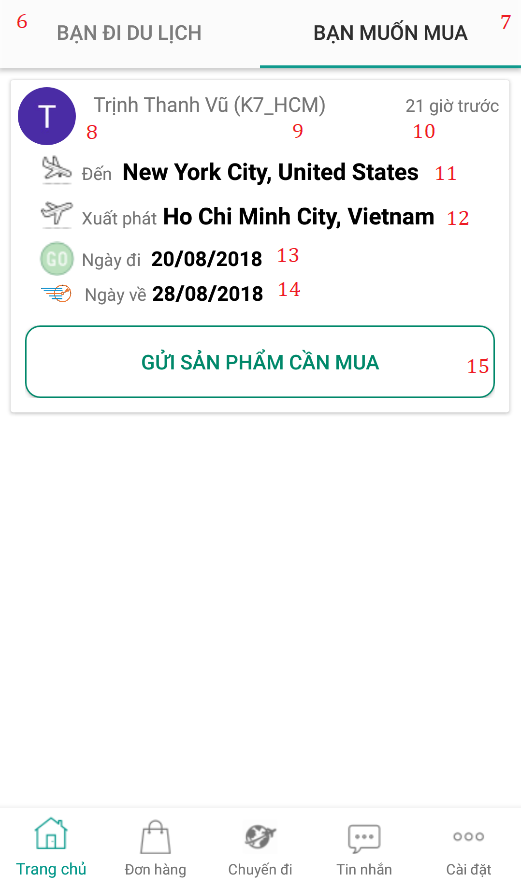 6 BẠN ĐI DU LỊCH BẠN MUỐN MUA 7
T Trịnh Thanh Vũ (K7_HCM) 21 giờ trước
8 9 10
Đến New York City, United States 11
Xuất phát Ho Chi Minh City, Vietnam 12
GO Ngày đi 20/08/2018 13
Ngày về 28/08/2018 14
GỬI SẢN PHẨM CẦN MUA 15
Trang chủ Đơn hàng Chuyến đi Tin nhắn Cài đặt